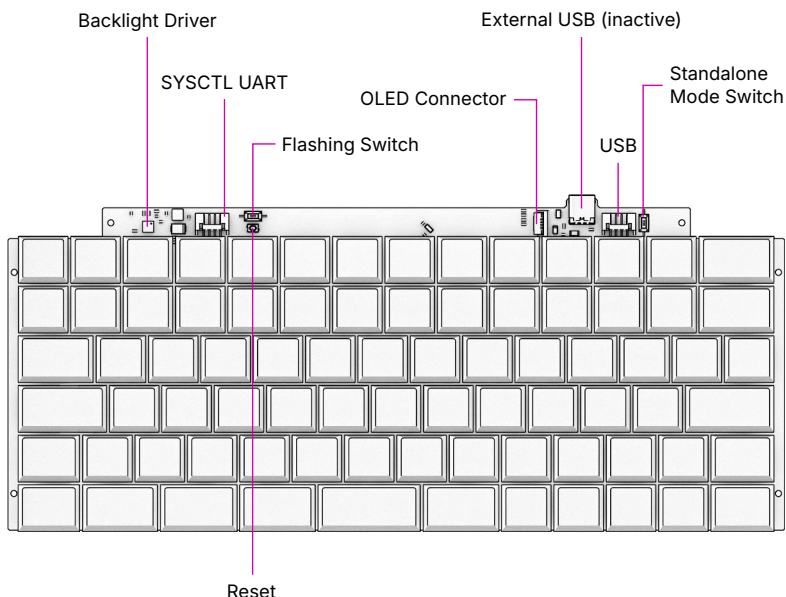 Backlight Driver
External USB (inactive)
SYSCTL UART
OLED Connector
Standalone
Mode Switch
Flashing Switch
USB
Reset